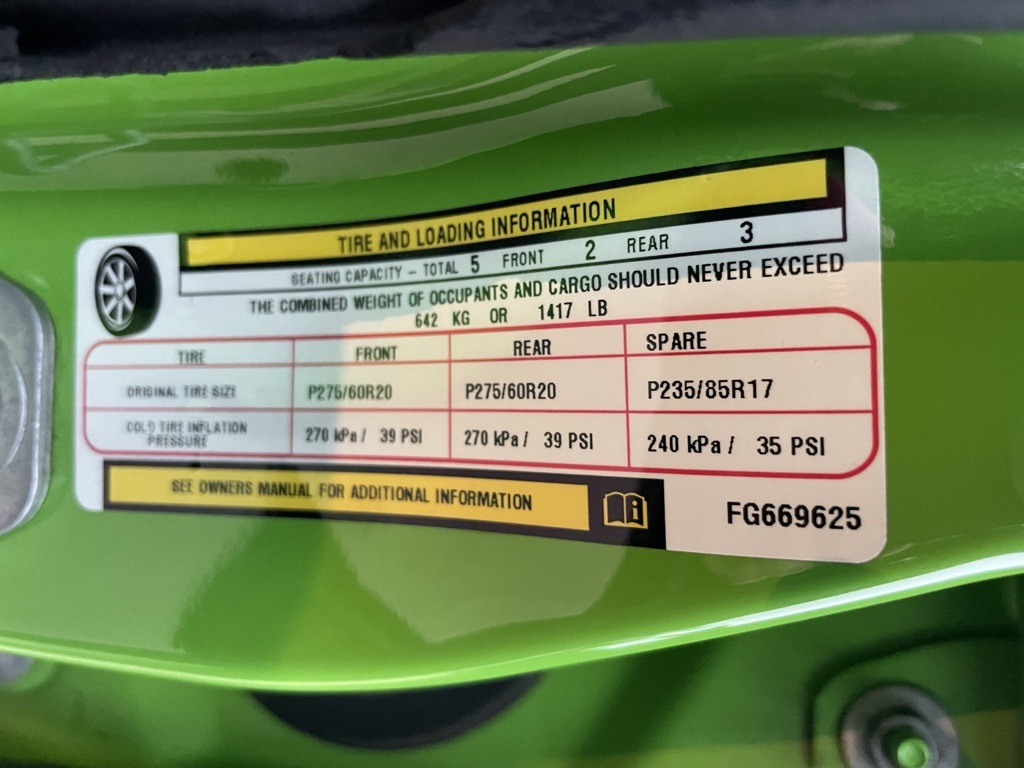 TIRE AND LOADING INFORMATION
SEATING CAPACITY – TOTAL 5 FRONT 2 REAR 3
THE COMBINED WEIGHT OF OCCUPANTS AND CARGO SHOULD NEVER EXCEED
642 KG OR 1417 LB
TIRE FRONT REAR SPARE
ORIGINAL TIRE SIZE P275/60R20 P275/60R20 P235/85R17
COLD TIRE INFLATION
PRESSURE 270 kPa / 39 PSI 270 kPa / 39 PSI 240 kPa / 35 PSI
SEE OWNERS MANUAL FOR ADDITIONAL INFORMATION
FG669625